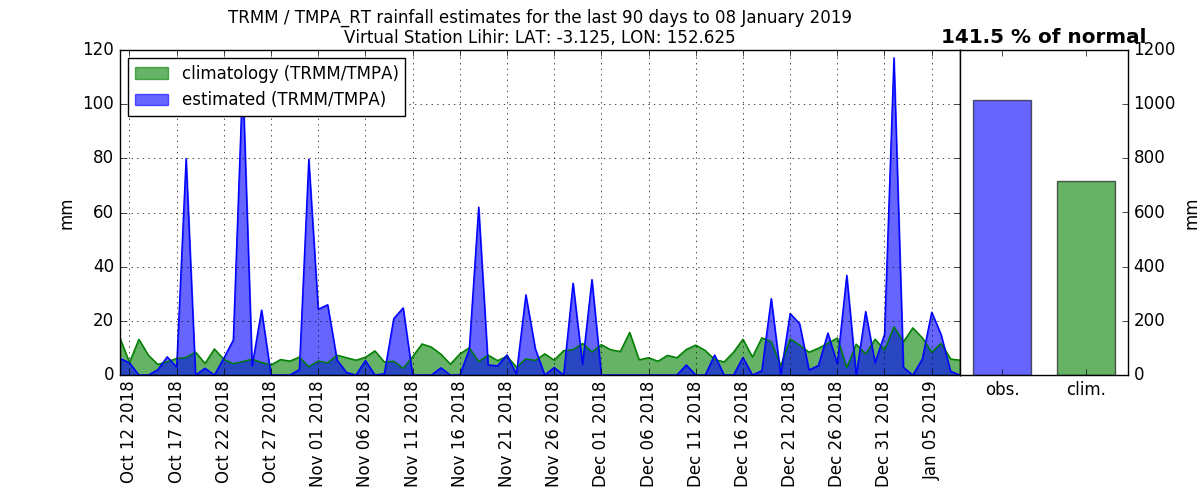 TRMM / TMPA_RT rainfall estimates for the last 90 days to 08 January 2019
Virtual Station Lihir: LAT: -3.125, LON: 152.625
141.5 % of normal
climatology (TRMM/TMPA)
estimated (TRMM/TMPA)
120
100
80
60
40
20
0
mm
Oct 12 2018
Oct 17 2018
Oct 22 2018
Oct 27 2018
Nov 01 2018
Nov 06 2018
Nov 11 2018
Nov 16 2018
Nov 21 2018
Nov 26 2018
Dec 01 2018
Dec 06 2018
Dec 11 2018
Dec 16 2018
Dec 21 2018
Dec 26 2018
Dec 31 2018
Jan 05 2019
1200
1000
800
600
400
200
0
mm
obs.
clim.